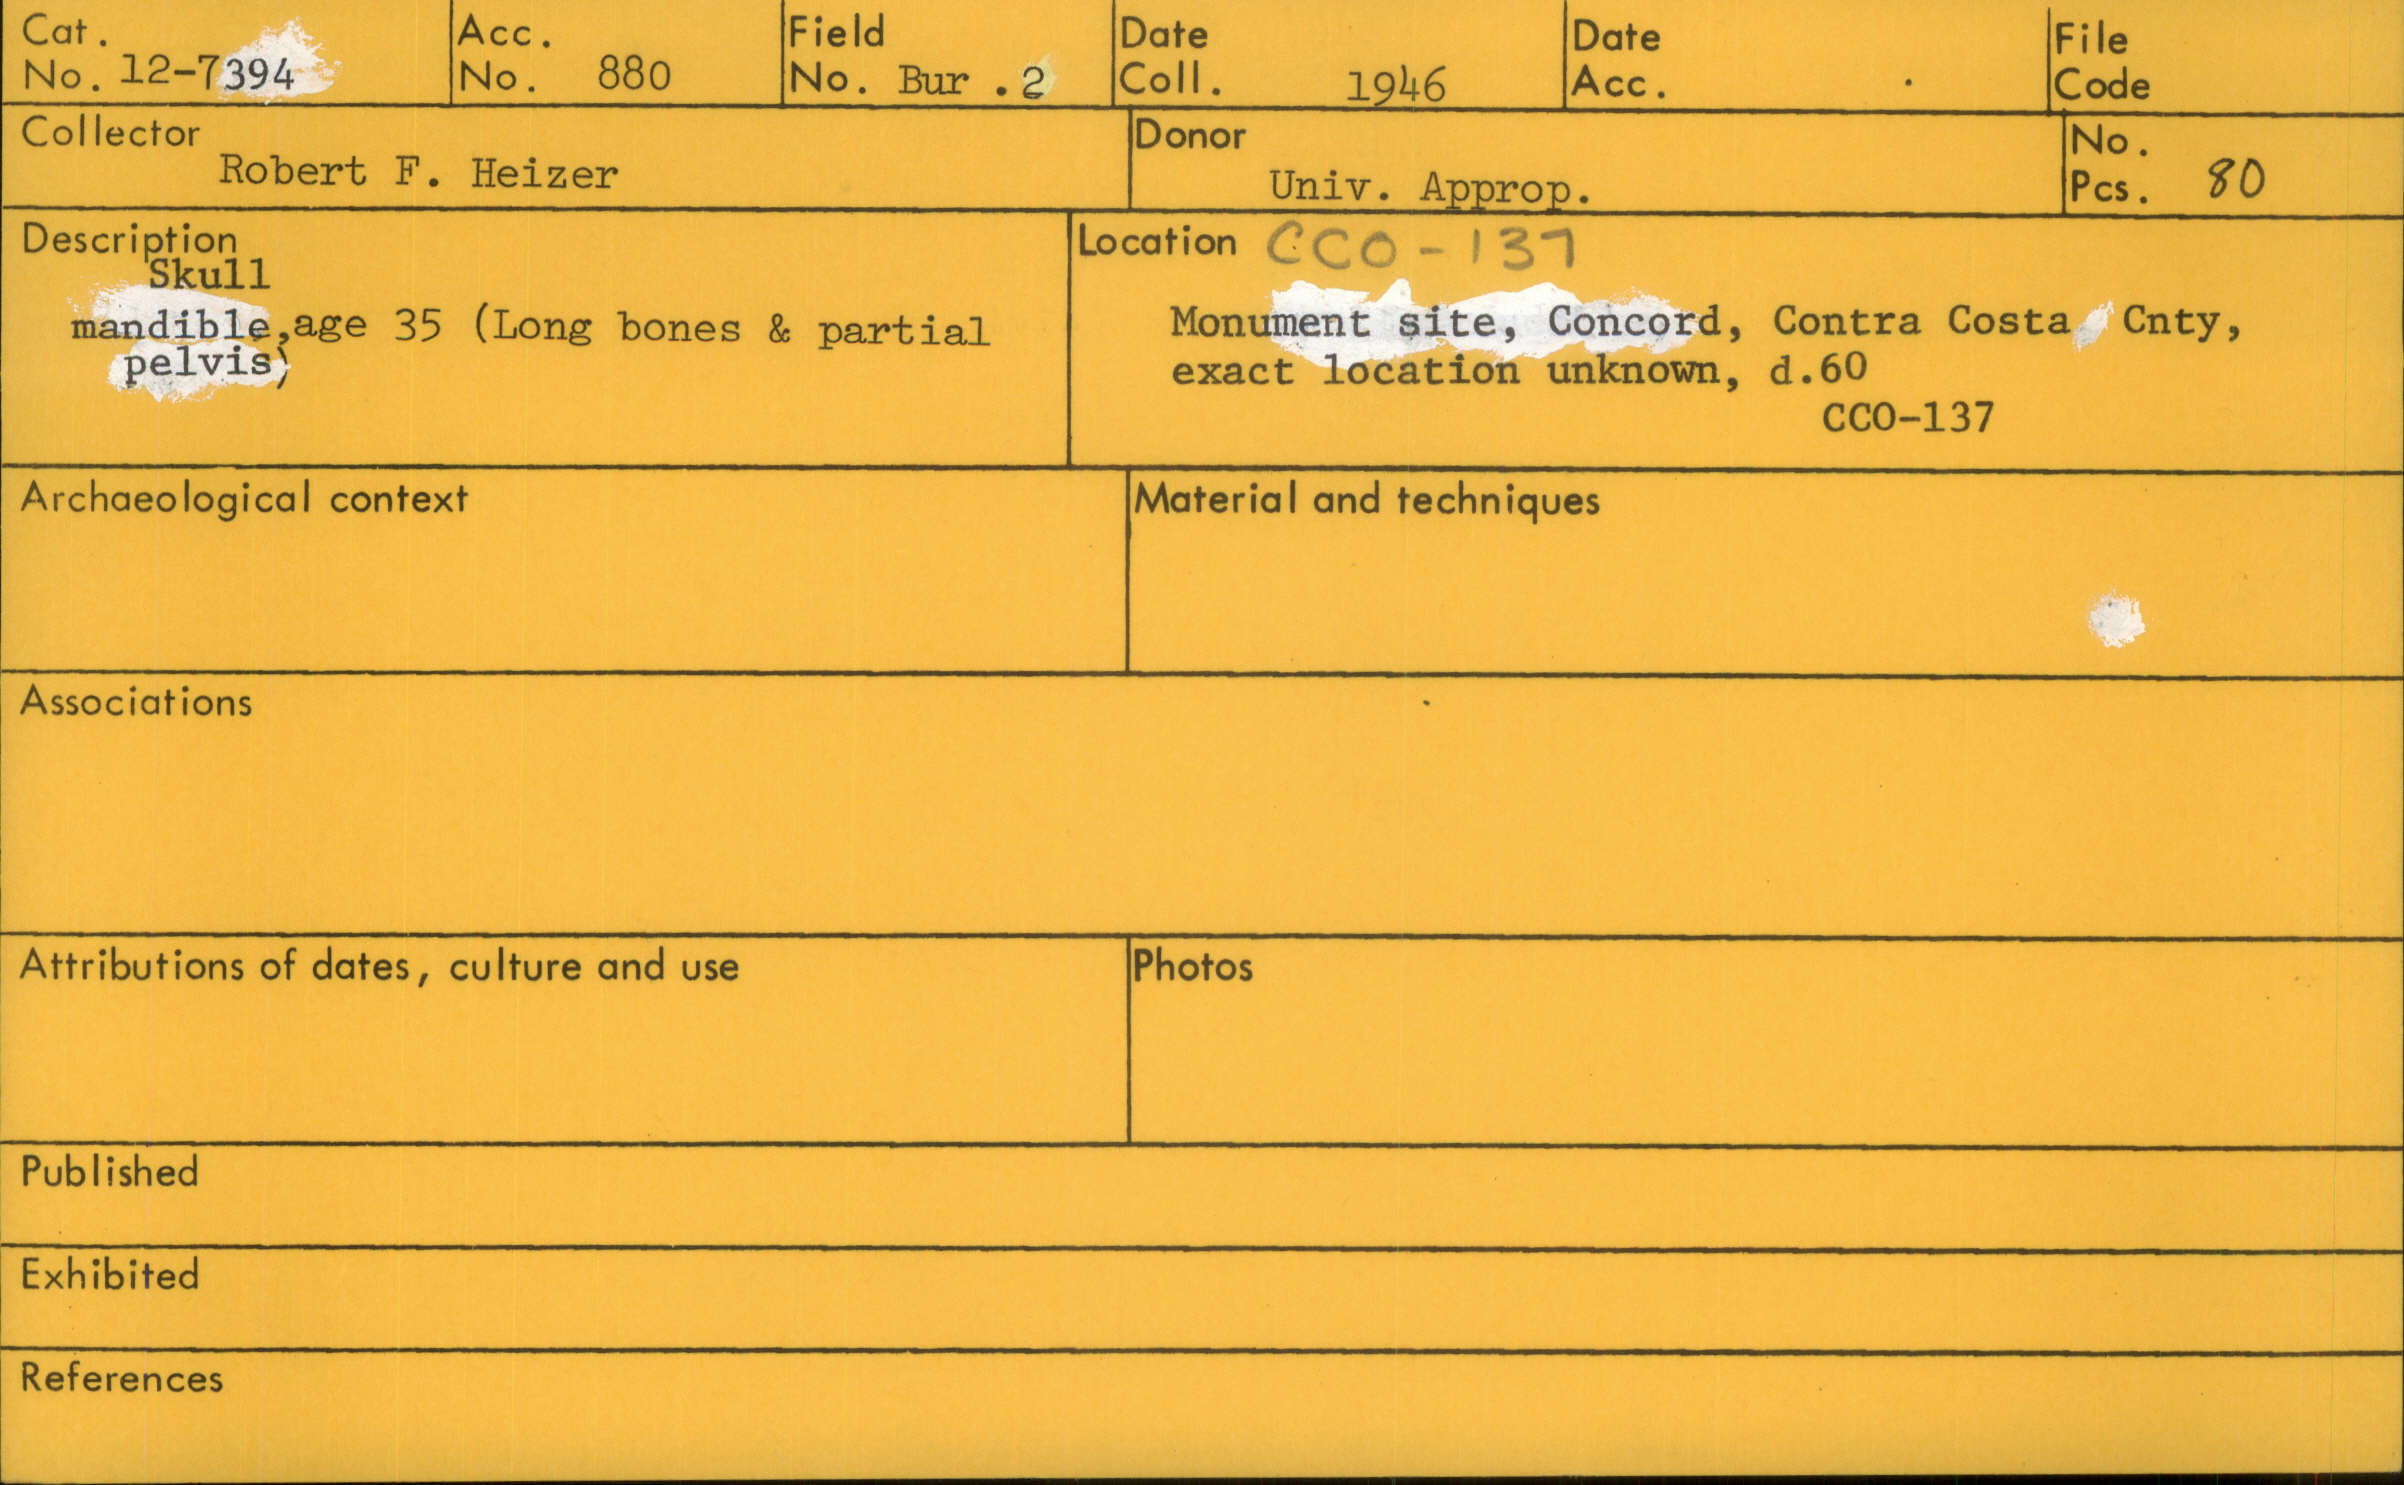 Cat. No. 12-7394
Acc. No. 880
Field No. Bur .2
Date Coll. 1946
Date Acc.
File Code
Collector
Robert F. Heizer
Donor
Univ. Approp.
No. Pcs. 80
Description
Skull
mandible,age 35 (Long bones & partial
pelvis)
Location CCO-137
Monument site, Concord, Contra Costa Cnty,
exact location unknown, d.60
CCO-137
Archaeological context
Material and techniques
Associations
Attributions of dates, culture and use
Photos
Published
Exhibited
References